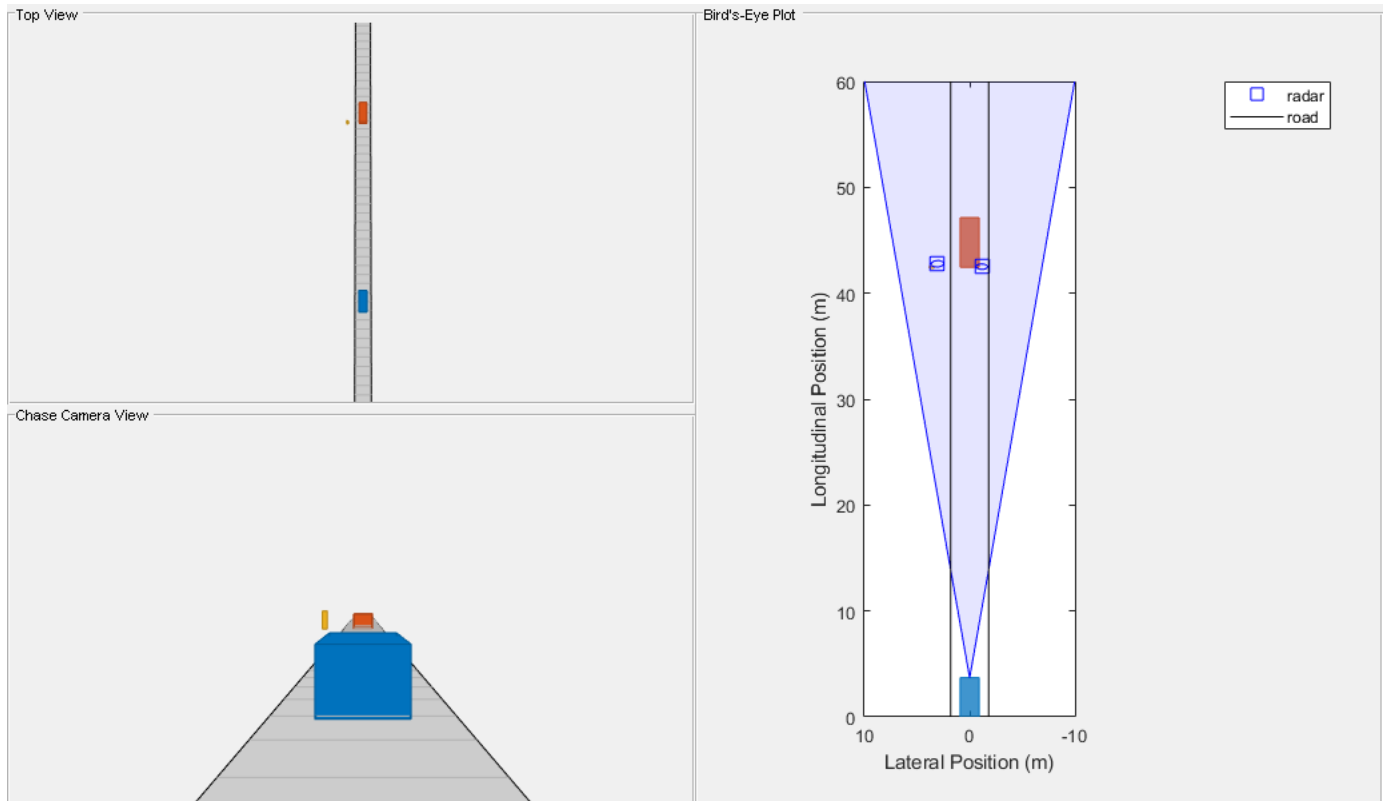 Top View
Chase Camera View
Bird's-Eye Plot
60
50
40
30
20
10
0
10
0
-10
Longitudinal Position (m)
Lateral Position (m)
radar
road